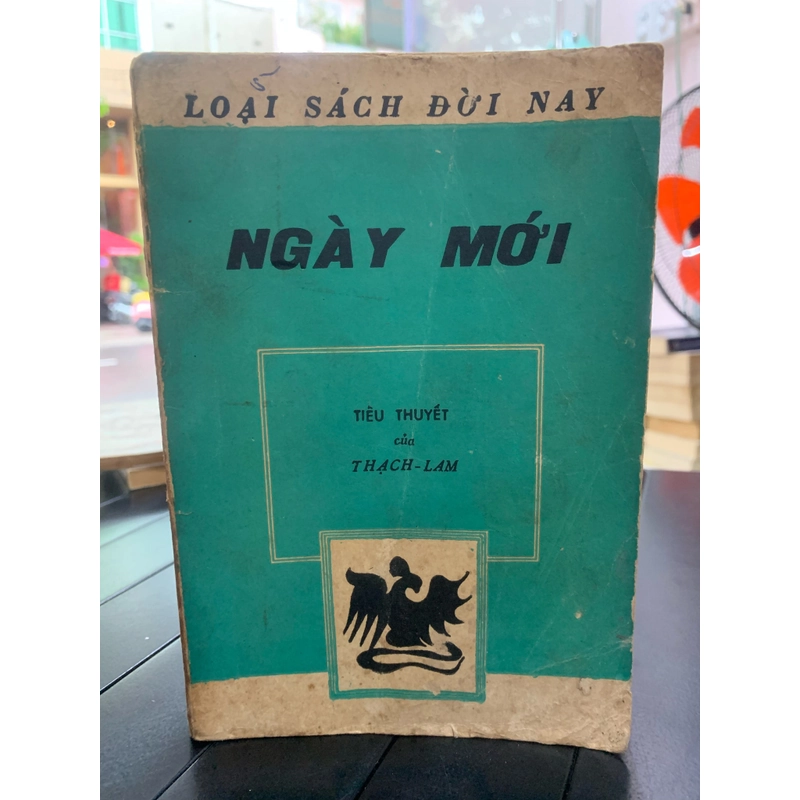 LOẠI SÁCH ĐỜI NAY
NGÀY MỚI
TIỂU THUYẾT
của
THẠCH-LAM